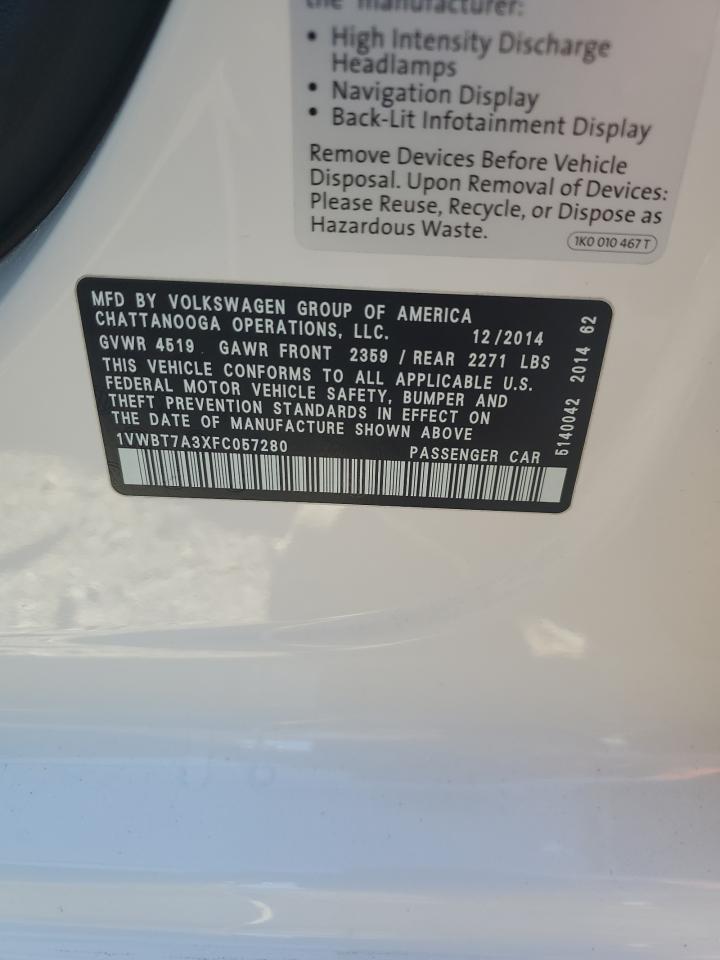 the manufacturer:
• High Intensity Discharge
Headlamps
• Navigation Display
• Back-Lit Infotainment Display
Remove Devices Before Vehicle
Disposal. Upon Removal of Devices:
Please Reuse, Recycle, or Dispose as
Hazardous Waste.
1K0 010 467 T
MFD BY VOLKSWAGEN GROUP OF AMERICA
CHATTANOOGA OPERATIONS, LLC. 12/2014
GVWR 4519 GAWR FRONT 2359 / REAR 2271 LBS
THIS VEHICLE CONFORMS TO ALL APPLICABLE U.S.
FEDERAL MOTOR VEHICLE SAFETY, BUMPER AND
THEFT PREVENTION STANDARDS IN EFFECT ON
THE DATE OF MANUFACTURE SHOWN ABOVE
1VWBT7A3XFC057280 PASSENGER CAR
5140042 2014 62